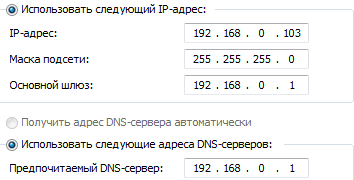 Использовать следующий IP-адрес:
IP-адрес: 192 . 168 . 0 . 103
Маска подсети: 255 . 255 . 255 . 0
Основной шлюз: 192 . 168 . 0 . 1
Получить адрес DNS-сервера автоматически
Использовать следующие адреса DNS-серверов:
Предпочитаемый DNS-сервер: 192 . 168 . 0 . 1